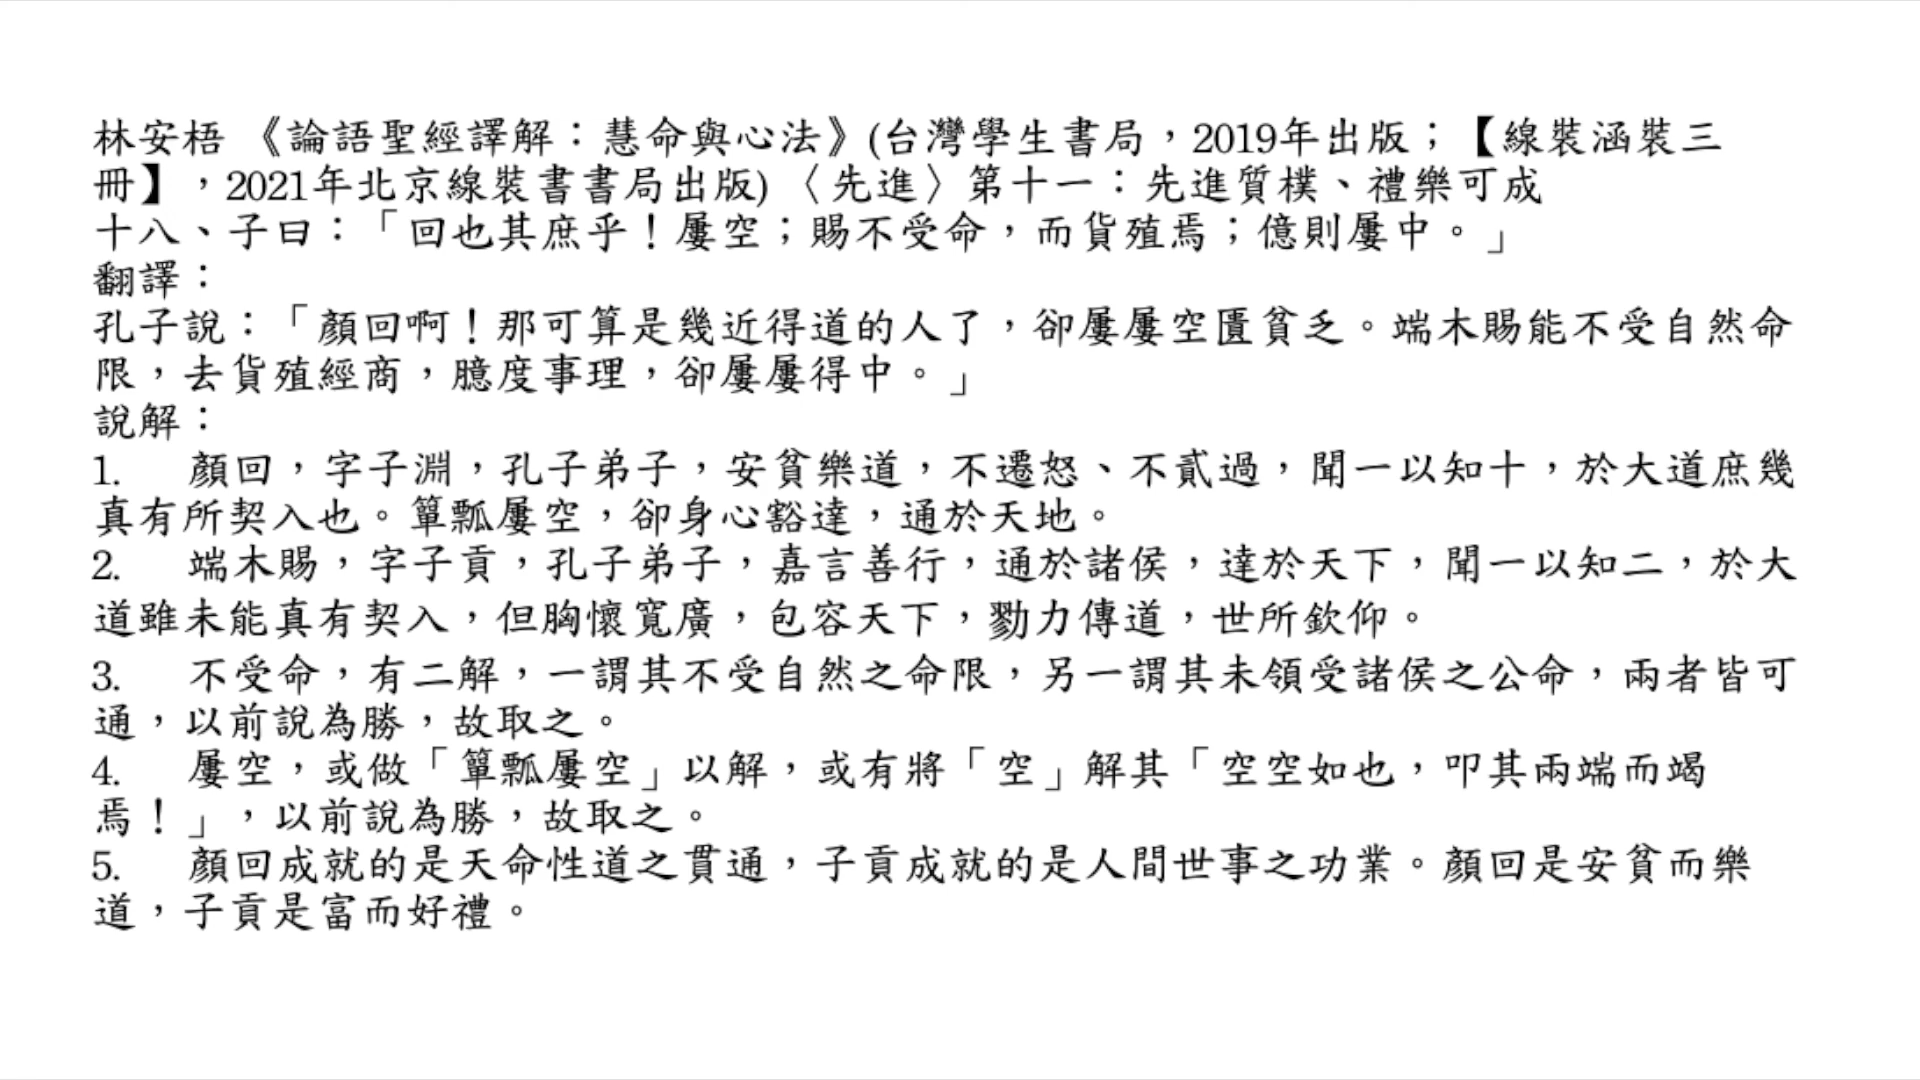 林安梧 《論語聖經譯解：慧命與心法》(台灣學生書局，2019年出版；【線裝涵裝三
冊】，2021年北京線裝書書局出版) 〈先進〉第十一：先進質樸、禮樂可成
十八、子曰：「回也其庶乎！屢空；賜不受命，而貨殖焉；億則屢中。」
翻譯：
孔子說：「顏回啊！那可算是幾近得道的人了，卻屢屢空匱貧乏。端木賜能不受自然命
限，去貨殖經商，臆度事理，卻屢屢得中。」
說解：
1. 顏回，字子淵，孔子弟子，安貧樂道，不遷怒、不貳過，聞一以知十，於大道庶幾
真有所契入也。簞瓢屢空，卻身心豁達，通於天地。
2. 端木賜，字子貢，孔子弟子，嘉言善行，通於諸侯，達於天下，聞一以知二，於大
道雖未能真有契入，但胸懷寬廣，包容天下，勠力傳道，世所欽仰。
3. 不受命，有二解，一謂其不受自然之命限，另一謂其未領受諸侯之公命，兩者皆可
通，以前說為勝，故取之。
4. 屢空，或做「簞瓢屢空」以解，或有將「空」解其「空空如也，叩其兩端而竭
焉！」，以前說為勝，故取之。
5. 顏回成就的是天命性道之貫通，子貢成就的是人間世事之功業。顏回是安貧而樂
道，子貢是富而好禮。